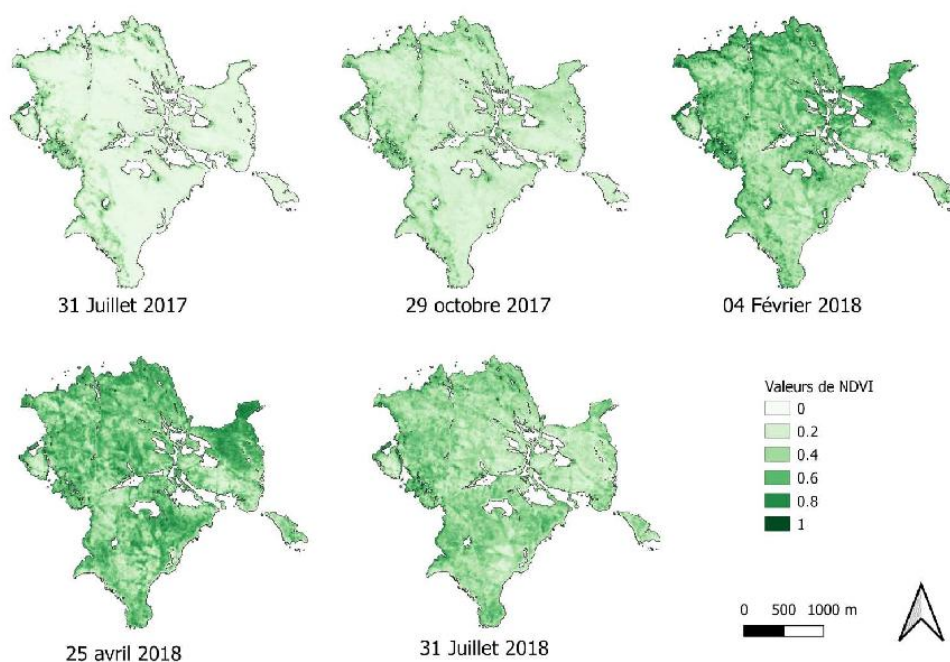 31 Juillet 2017
29 octobre 2017
04 Février 2018
Valeurs de NDVI
0
0.2
0.4
0.6
0.8
1
0 500 1000 m
25 avril 2018
31 Juillet 2018